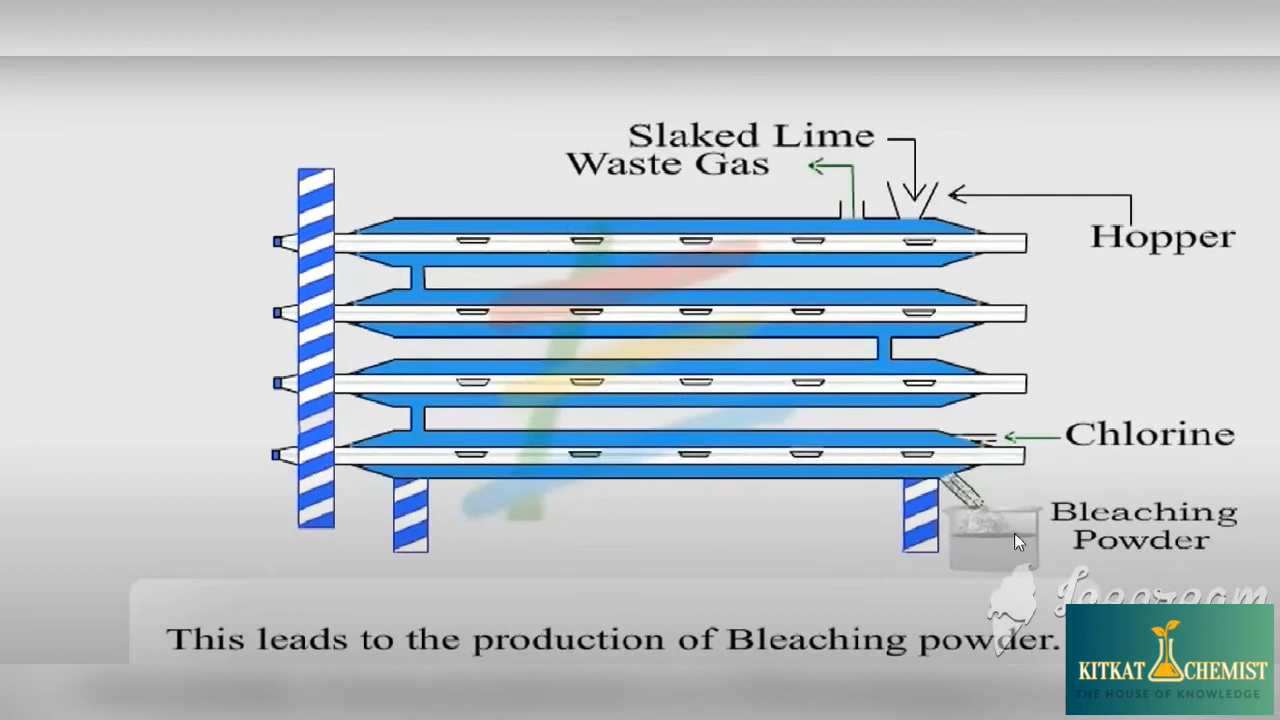 Slaked Lime
Waste Gas
Hopper
Chlorine
Bleaching
Powder
This leads to the production of Bleaching powder.
Icecream
KITKAT CHEMIST
THE HOUSE OF KNOWLEDGE